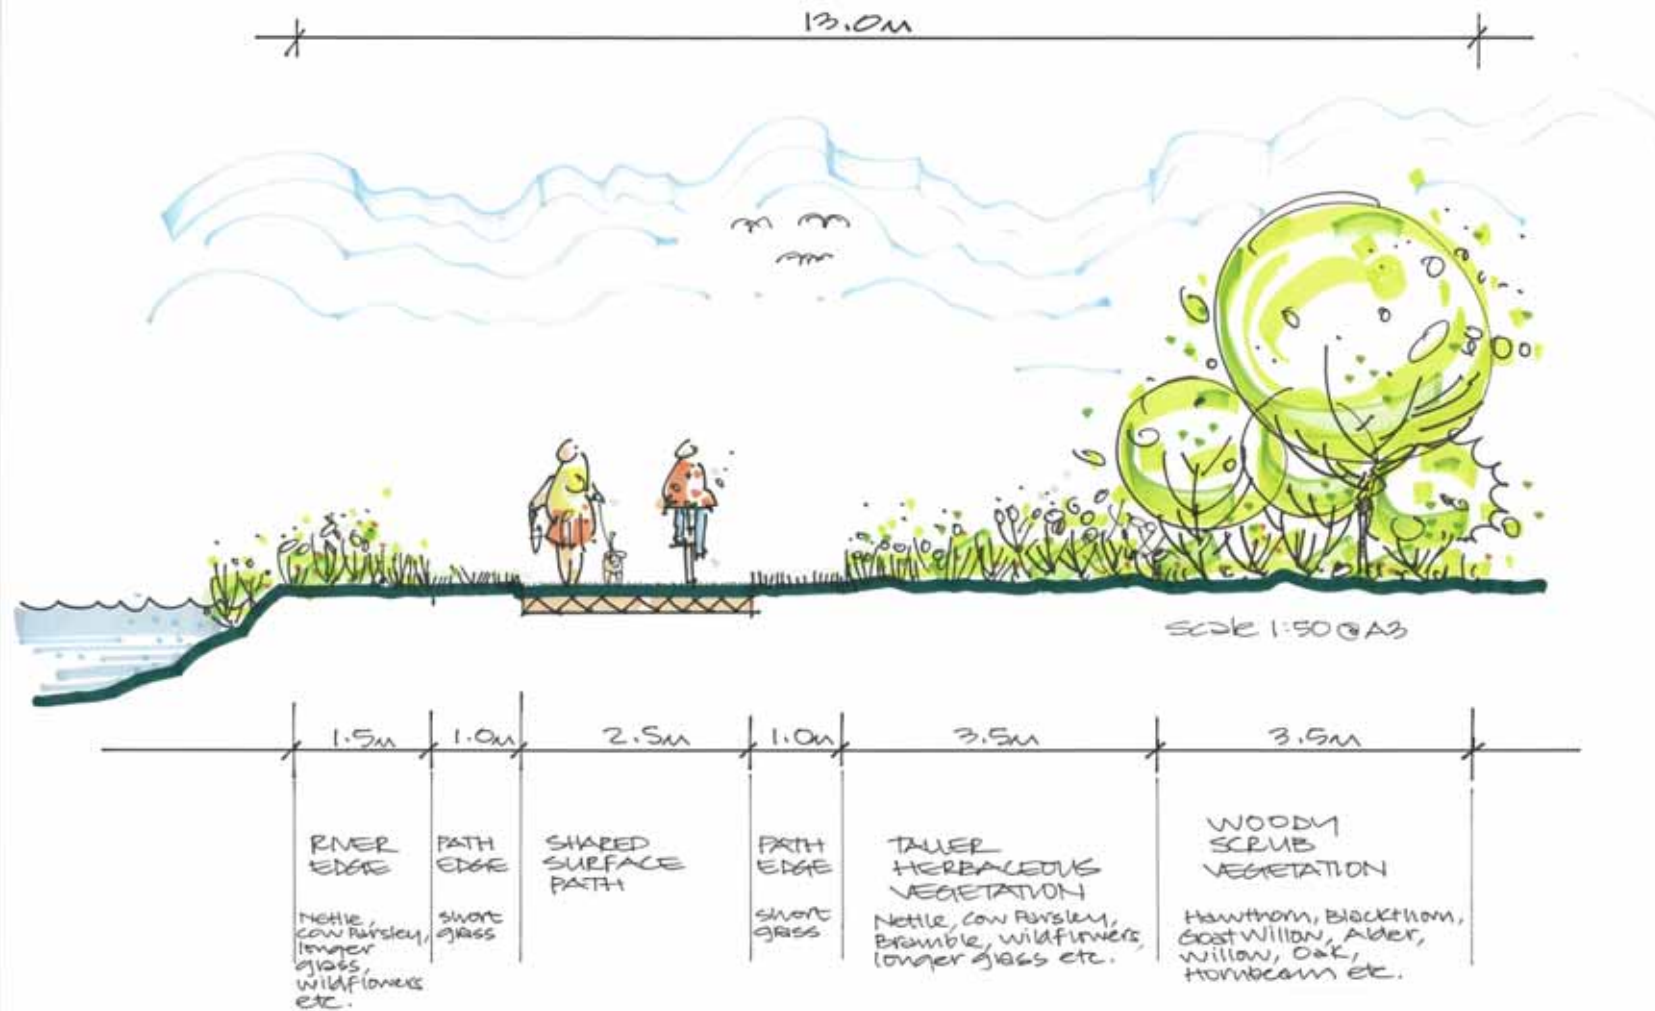 13.0m
Scale 1:50 @ A3
1.5m
1.0m
2.5m
1.0m
3.5m
3.5m
RIVER
EDGE
Nettle,
Cow Parsley,
longer
grass,
wildflowers
etc.
PATH
EDGE
short
grass
SHARED
SURFACE
PATH
PATH
EDGE
short
grass
TALLER
HERBACEOUS
VEGETATION
Nettle, Cow Parsley,
Bramble, wildflowers,
longer grass etc.
WOODY
SCRUB
VEGETATION
Hawthorn, Blackthorn,
Goat Willow, Alder,
Willow, Oak,
Hornbeam etc.